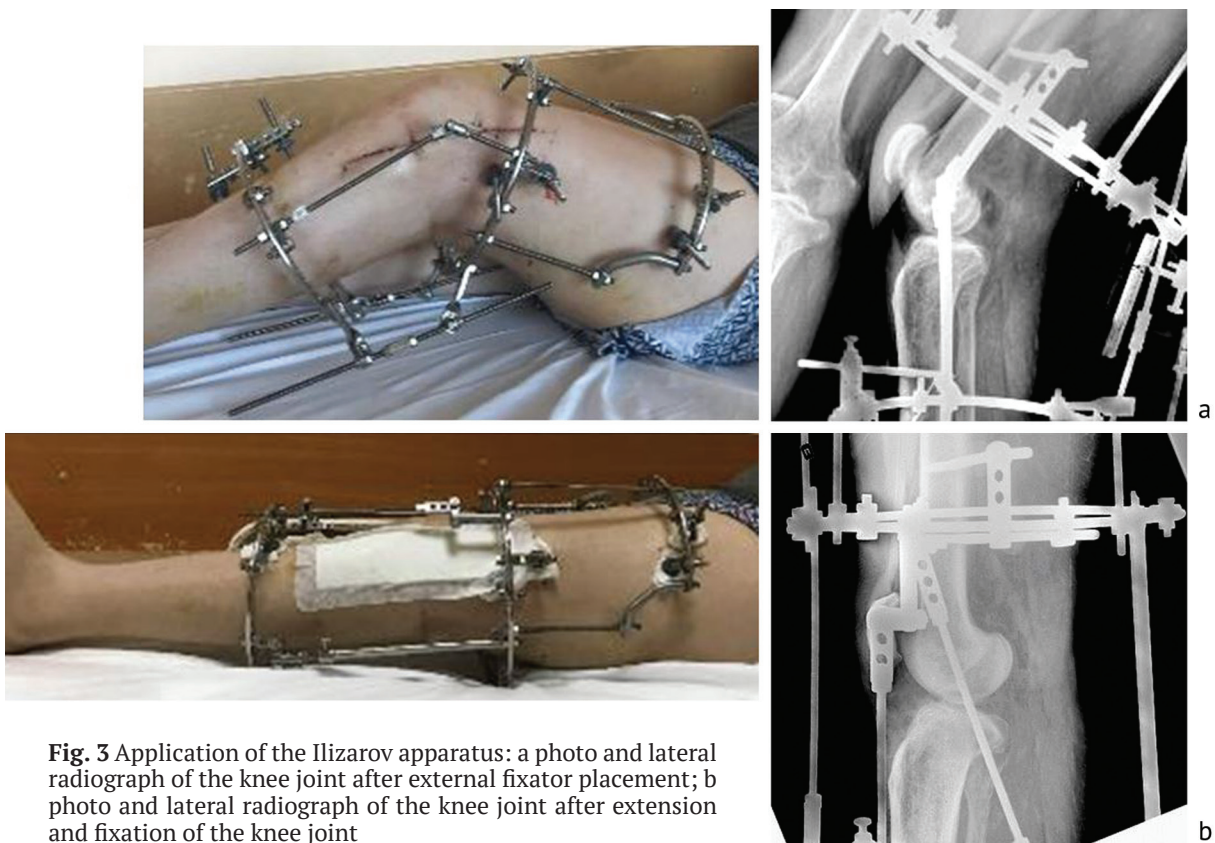 a
b
Fig. 3 Application of the Ilizarov apparatus: a photo and lateral
radiograph of the knee joint after external fixator placement; b
photo and lateral radiograph of the knee joint after extension
and fixation of the knee joint